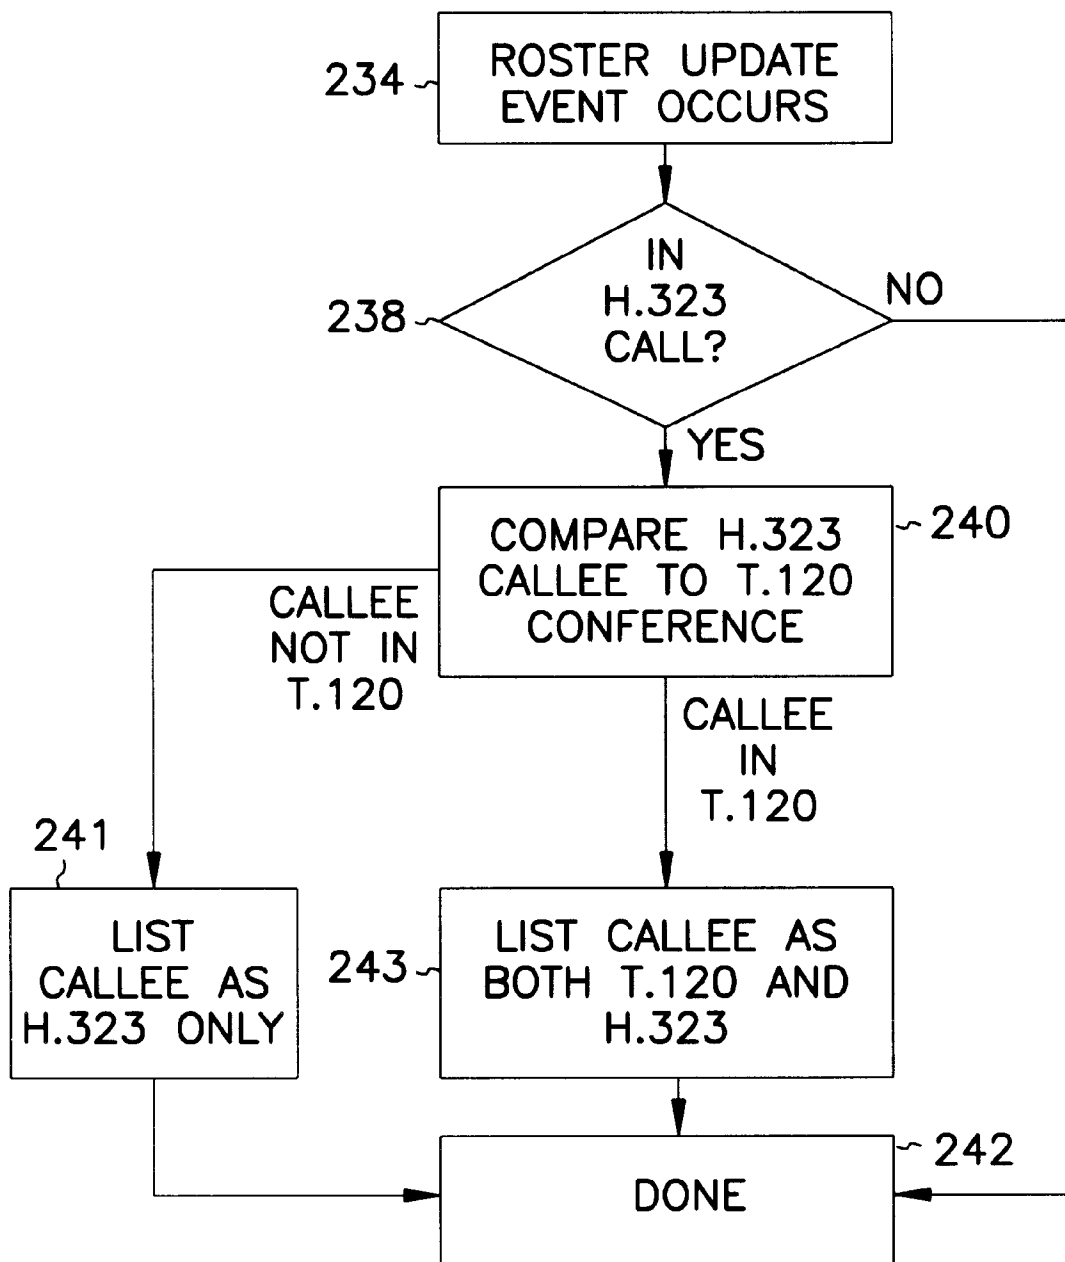 234
ROSTER UPDATE
EVENT OCCURS
238
IN
H.323
CALL?
NO
YES
240
COMPARE H.323
CALLEE TO T.120
CONFERENCE
CALLEE
NOT IN
T.120
CALLEE
IN
T.120
241
LIST
CALLEE AS
H.323 ONLY
243
LIST CALLEE AS
BOTH T.120 AND
H.323
242
DONE